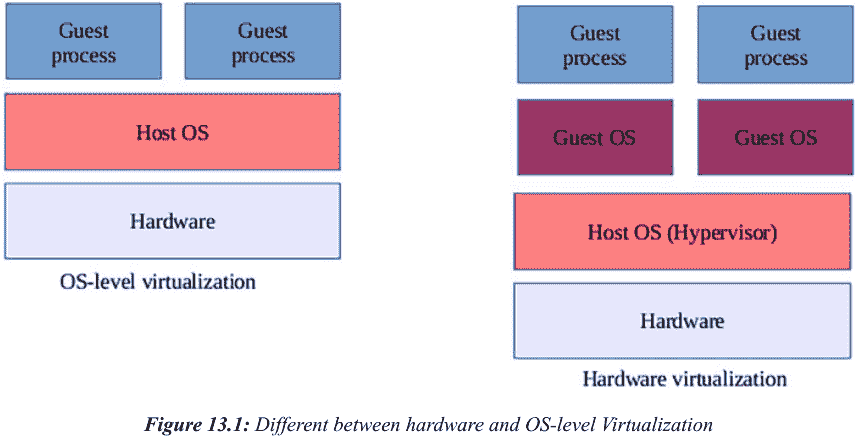 Guest
process
Guest
process
Host OS
Hardware
OS-level virtualization
Guest
process
Guest
process
Guest OS
Guest OS
Host OS (Hypervisor)
Hardware
Hardware virtualization
Figure 13.1: Different between hardware and OS-level Virtualization